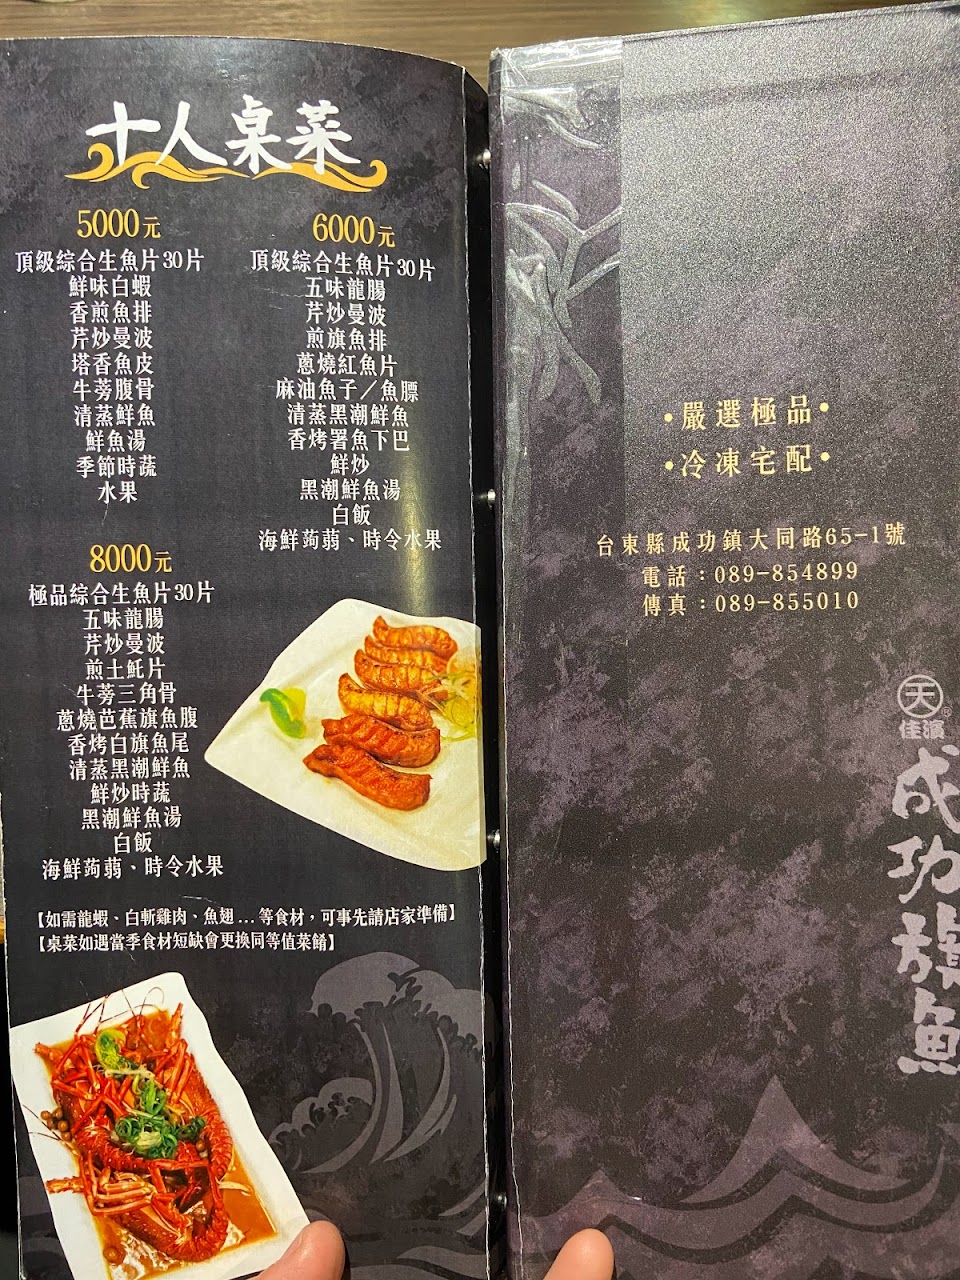 十人桌菜
5000元
頂級綜合生魚片30片
鮮味白蝦
香煎魚排
芹炒曼波
塔香魚皮
牛蒡腹骨
清蒸鮮魚
鮮魚湯
季節時蔬
水果
6000元
頂級綜合生魚片30片
五味龍腸
芹炒曼波
煎旗魚排
蔥燒紅魚片
麻油魚子／魚膘
清蒸黑潮鮮魚
香烤署魚下巴
鮮炒
黑潮鮮魚湯
白飯
海鮮蒟蒻、時令水果
8000元
極品綜合生魚片30片
五味龍腸
芹炒曼波
煎土魠片
牛蒡三角骨
蔥燒芭蕉旗魚腹
香烤白旗魚尾
清蒸黑潮鮮魚
鮮炒時蔬
黑潮鮮魚湯
白飯
海鮮蒟蒻、時令水果
【如需龍蝦、白斬雞肉、魚翅...等食材，可事先請店家準備】
【桌菜如遇當季食材短缺會更換同等值菜餚】
•嚴選極品•
•冷凍宅配•
台東縣成功鎮大同路65-1號
電話：089-854899
傳真：089-855010
天
佳濱
成功旗魚